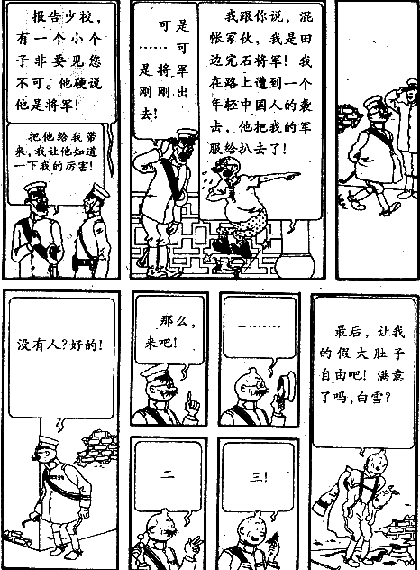 报告少校，
有一个小个
子非要见您
不可。他硬说
他是将军!
把他给我带
来,我让他知道
一下我的厉害!
可是
……可
是将军
刚刚出
去!
我跟你说，混
帐家伙，我是田
边完石将军! 我
在路上遭到一个
年轻中国人的袭
击，他把我的军
服给扒去了!
没有人?好的!
那么，
来吧!
一……
二
三!
最后，让我
的假大肚子
自由吧! 满意
了吗,白雪?